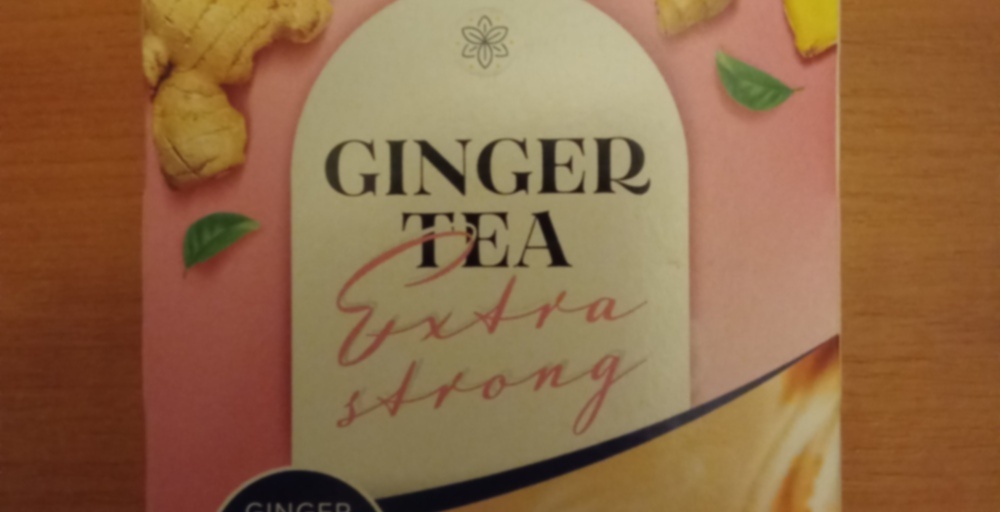 GINGER
TEA
Extra
strong
GINGER